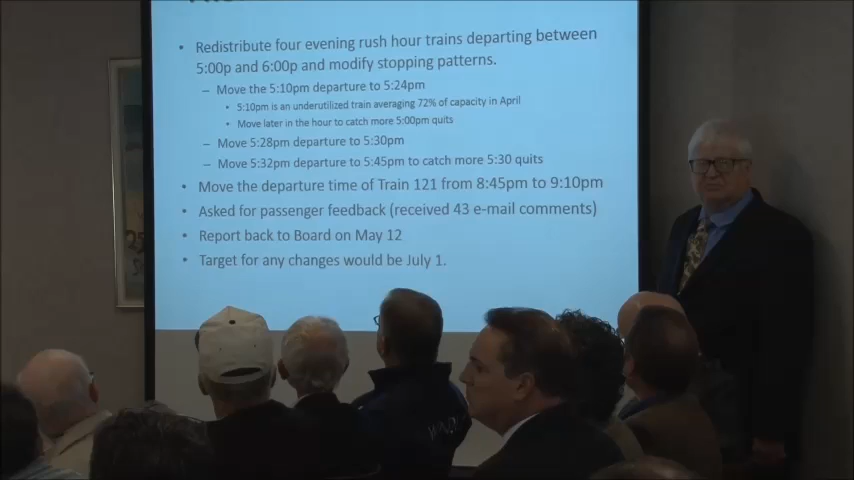 • Redistribute four evening rush hour trains departing between
5:00p and 6:00p and modify stopping patterns.
– Move the 5:10pm departure to 5:24pm
• 5:10pm is an underutilized train averaging 72% of capacity in April
• Move later in the hour to catch more 5:00pm quits
– Move 5:28pm departure to 5:30pm
– Move 5:32pm departure to 5:45pm to catch more 5:30 quits
• Move the departure time of Train 121 from 8:45pm to 9:10pm
• Asked for passenger feedback (received 43 e-mail comments)
• Report back to Board on May 12
• Target for any changes would be July 1.